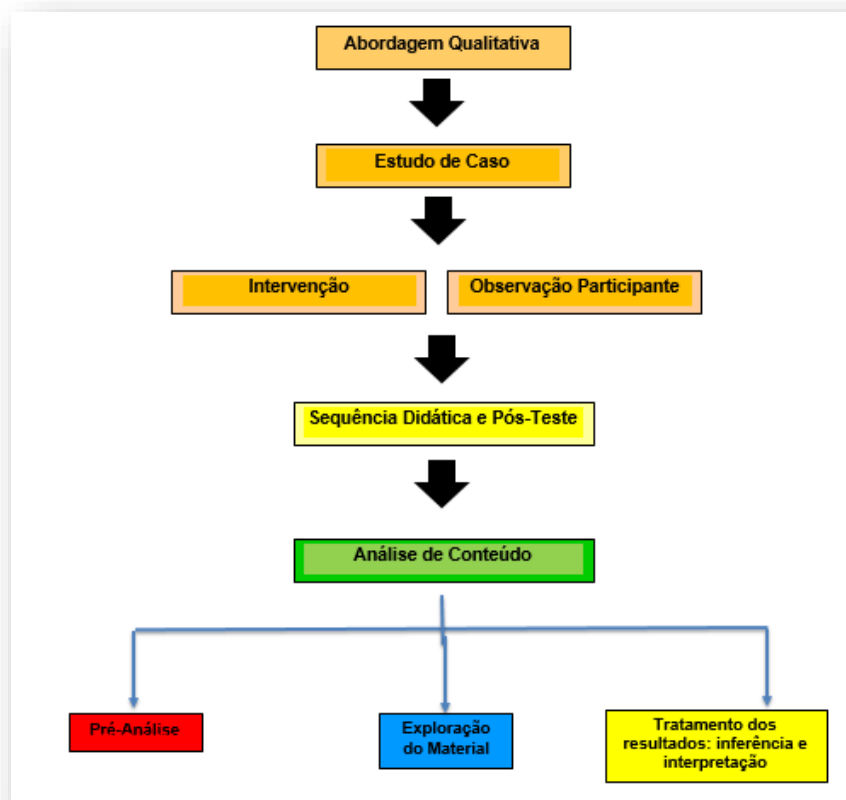 Abordagem Qualitativa
Estudo de Caso
Intervenção
Observação Participante
Sequência Didática e Pós-Teste
Análise de Conteúdo
Pré-Análise
Exploração
do Material
Tratamento dos
resultados: inferência e
interpretação